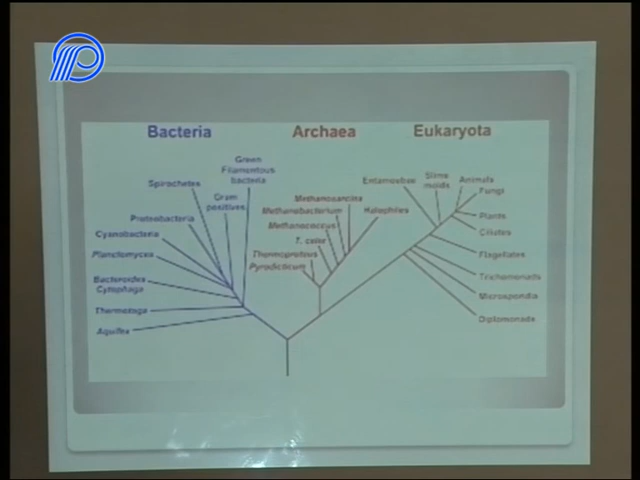 Bacteria
Archaea
Eukaryota
Green
Filamentous
bacteria
Spirochetes
Gram
positives
Proteobacteria
Cyanobacteria
Planctomyces
Bacteroides
Cytophaga
Thermotoga
Aquifex
Methanosarcina
Methanobacterium
Halophiles
Methanococcus
T. celer
Thermoproteus
Pyrodicticum
Entamoebae
Slime
molds
Animals
Fungi
Plants
Ciliates
Flagellates
Trichomonads
Microsporidia
Diplomonads